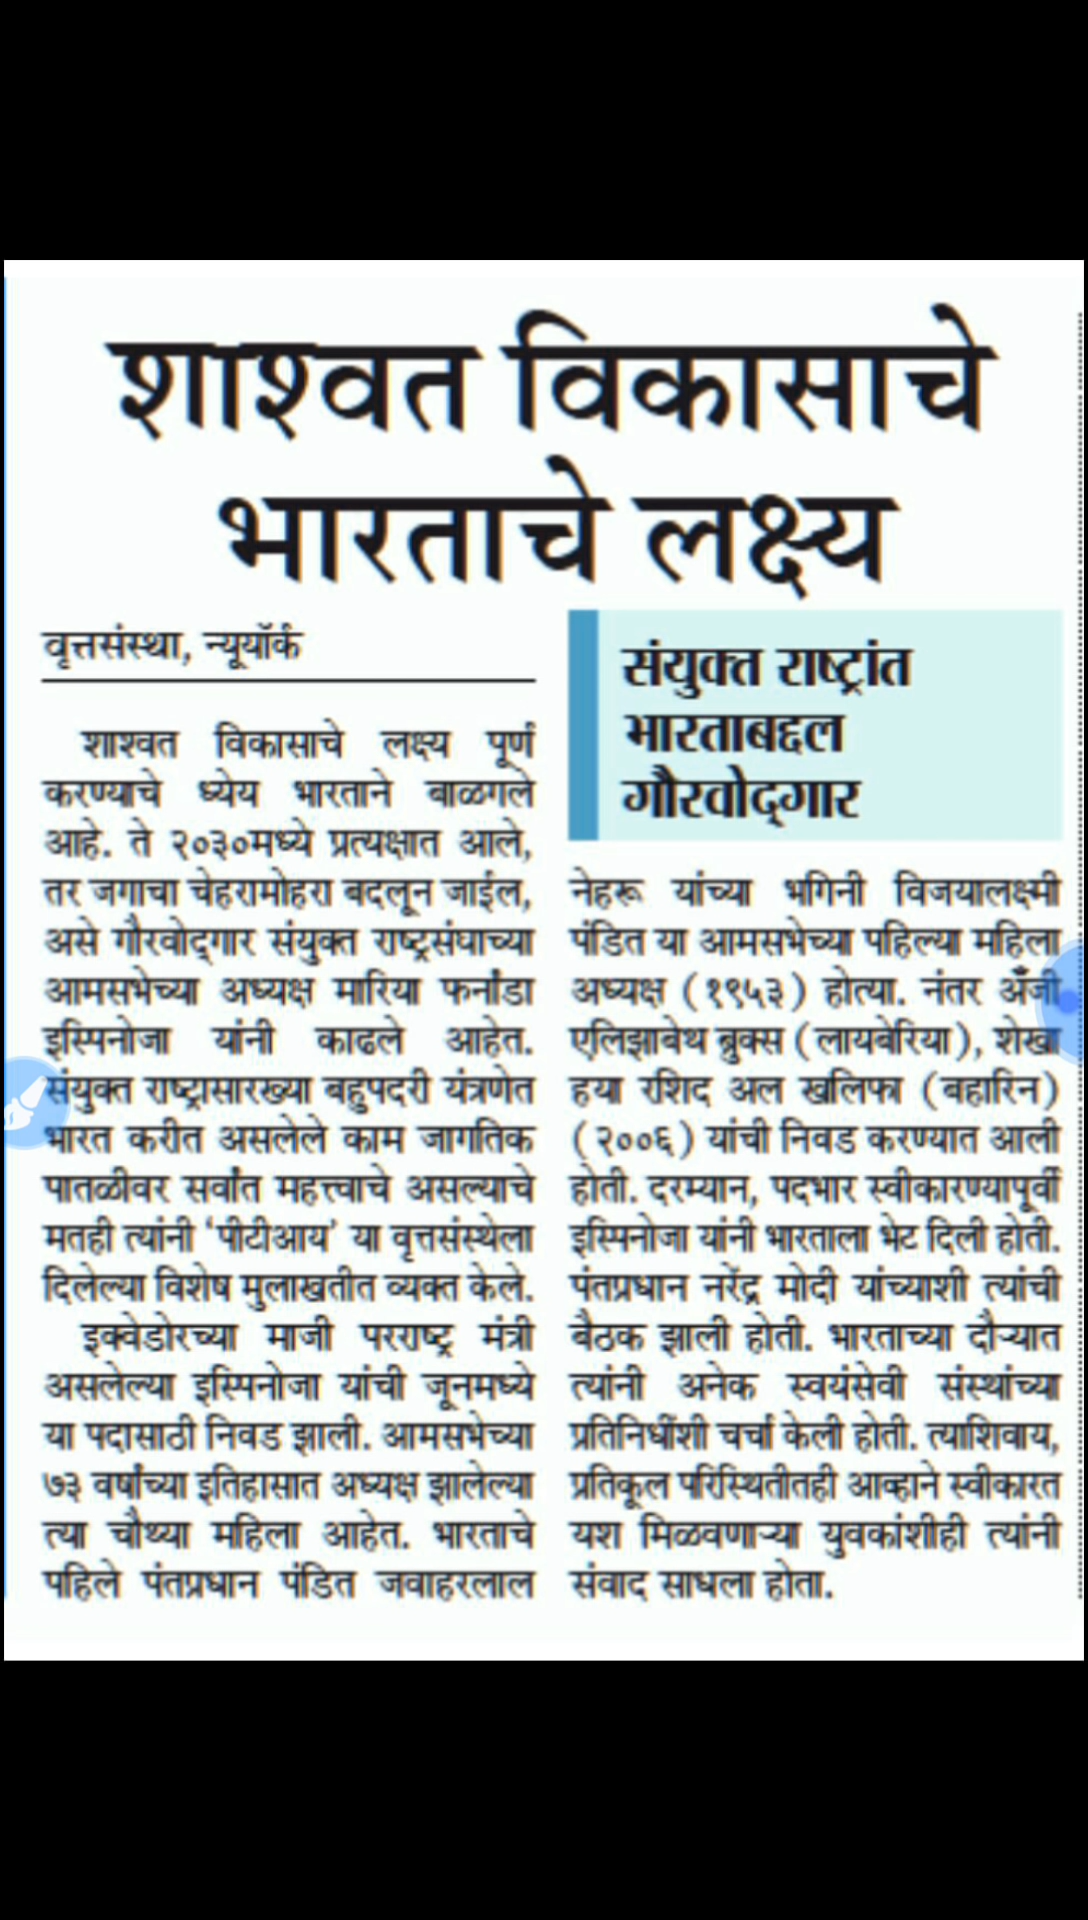 शाश्वत विकासाचे
भारताचे लक्ष्य
वृत्तसंस्था, न्यूयॉर्क
शाश्वत विकासाचे लक्ष्य पूर्ण
करण्याचे ध्येय भारताने बाळगले
आहे. ते २०३०मध्ये प्रत्यक्षात आले,
तर जगाचा चेहरामोहरा बदलून जाईल,
असे गौरवोद्‌गार संयुक्त राष्ट्रसंघाच्या
आमसभेच्या अध्यक्ष मारिया फर्नांडा
इस्पिनोजा यांनी काढले आहेत.
संयुक्त राष्ट्रासारख्या बहुपदरी यंत्रणेत
भारत करीत असलेले काम जागतिक
पातळीवर सर्वांत महत्त्वाचे असल्याचे
मतही त्यांनी 'पीटीआय' या वृत्तसंस्थेला
दिलेल्या विशेष मुलाखतीत व्यक्त केले.
इक्वेडोरच्या माजी परराष्ट्र मंत्री
असलेल्या इस्पिनोजा यांची जूनमध्ये
या पदासाठी निवड झाली. आमसभेच्या
७३ वर्षांच्या इतिहासात अध्यक्ष झालेल्या
त्या चौथ्या महिला आहेत. भारताचे
पहिले पंतप्रधान पंडित जवाहरलाल
संयुक्त राष्ट्रांत
भारताबद्दल
गौरवोद्‌गार
नेहरू यांच्या भगिनी विजयालक्ष्मी
पंडित या आमसभेच्या पहिल्या महिला
अध्यक्ष (१९५३) होत्या. नंतर अँजी
एलिझाबेथ ब्रुक्स (लायबेरिया), शेखा
हया रशिद अल खलिफा (बहारिन)
(२००६) यांची निवड करण्यात आली
होती. दरम्यान, पदभार स्वीकारण्यापूर्वी
इस्पिनोजा यांनी भारताला भेट दिली होती.
पंतप्रधान नरेंद्र मोदी यांच्याशी त्यांची
बैठक झाली होती. भारताच्या दौऱ्यात
त्यांनी अनेक स्वयंसेवी संस्थांच्या
प्रतिनिधींशी चर्चा केली होती. त्याशिवाय,
प्रतिकूल परिस्थितीतही आव्हाने स्वीकारत
यश मिळवणाऱ्या युवकांशीही त्यांनी
संवाद साधला होता.